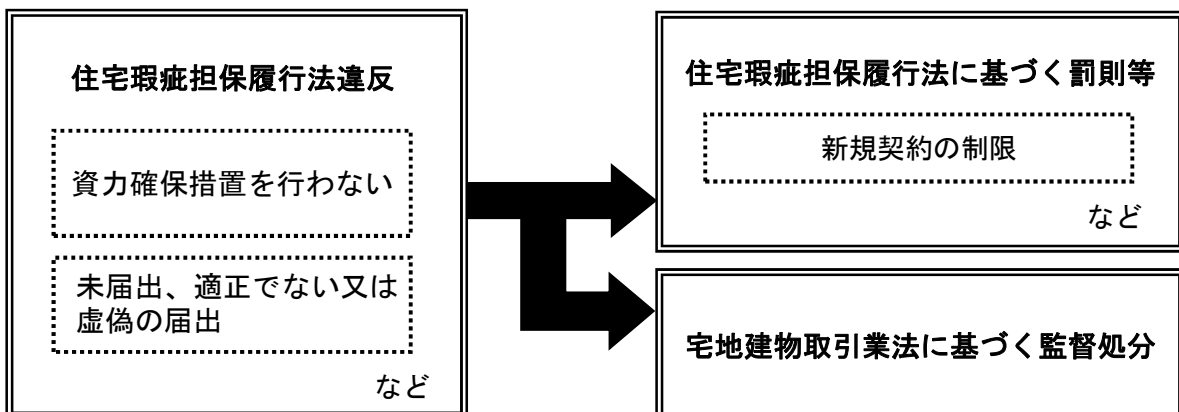 住宅瑕疵担保履行法違反
資力確保措置を行わない
未届出、適正でない又は
虚偽の届出
など
住宅瑕疵担保履行法に基づく罰則等
新規契約の制限
など
宅地建物取引業法に基づく監督処分